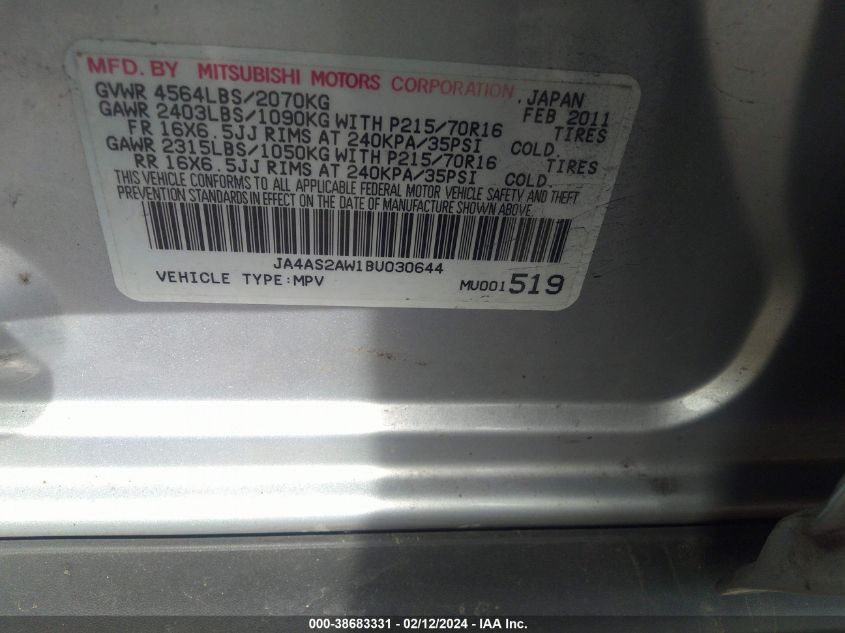 MFD. BY MITSUBISHI MOTORS CORPORATION, JAPAN
GVWR 4564LBS/2070KG FEB 2011
GAWR 2403LBS/1090KG WITH P215/70R16 TIRES
FR 16X6.5JJ RIMS AT 240KPA/35PSI COLD.
GAWR 2315LBS/1050KG WITH P215/70R16 TIRES
RR 16X6.5JJ RIMS AT 240KPA/35PSI COLD.
THIS VEHICLE CONFORMS TO ALL APPLICABLE FEDERAL MOTOR VEHICLE SAFETY AND THEFT
PREVENTION STANDARDS IN EFFECT ON THE DATE OF MANUFACTURE SHOWN ABOVE.
JA4AS2AW1BU030644
VEHICLE TYPE:MPV MU001519
000-38683331 - 02/12/2024 - IAA Inc.